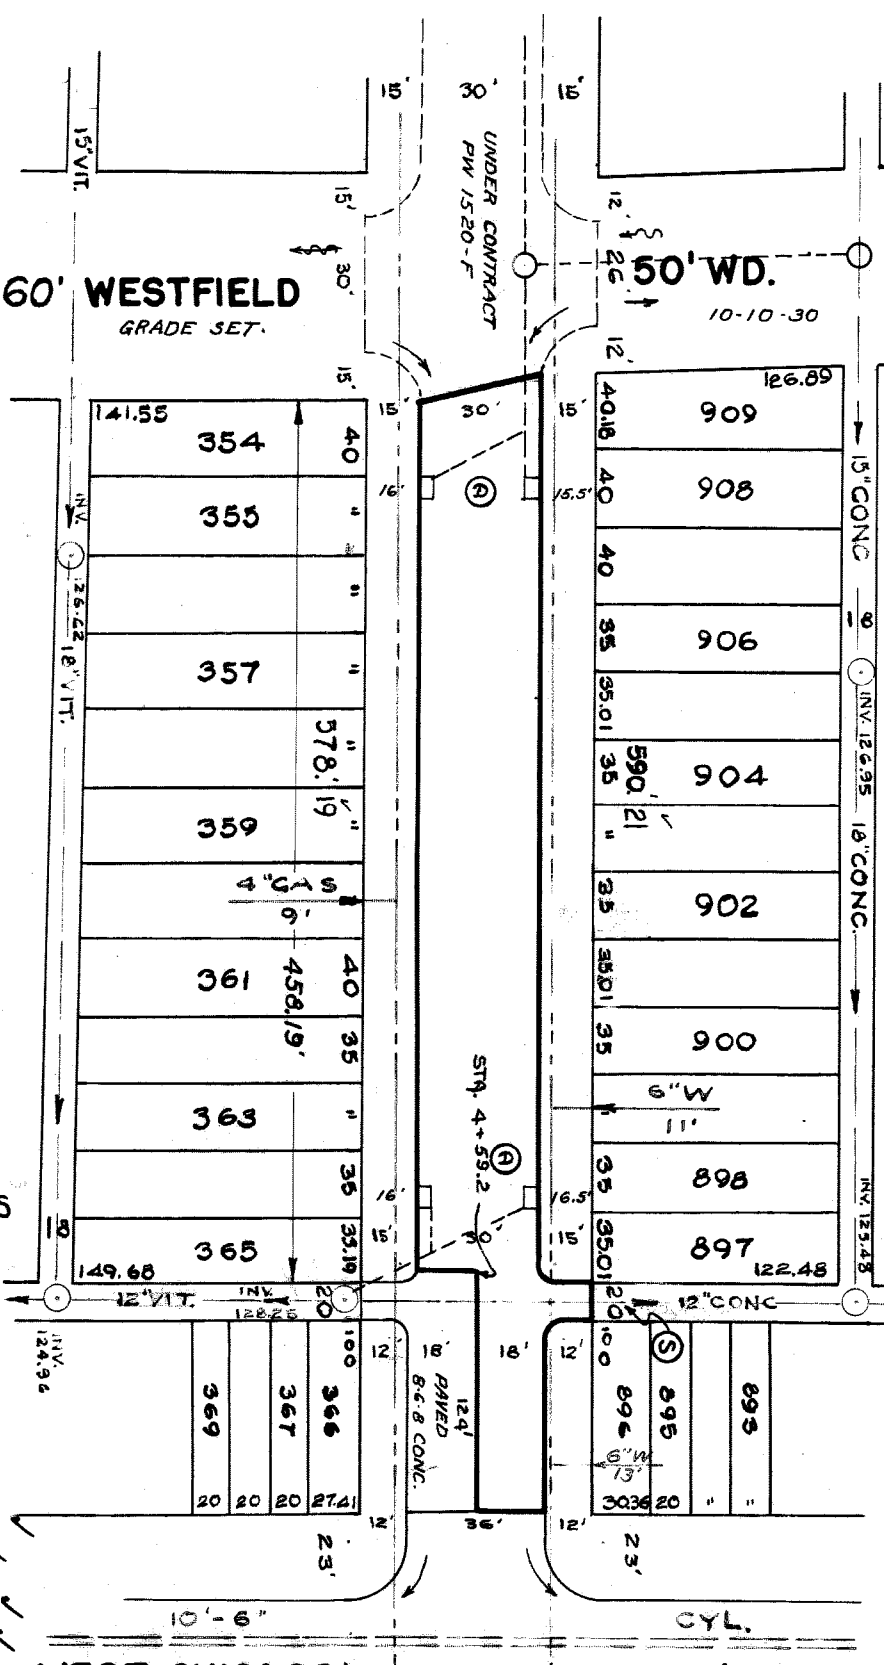 15' 30' 15'
15"VIT.
UNDER CONTRACT
PW 1520-F
15' 12'
60' WESTFIELD 30' 26 50' WD.
GRADE SET. 10-10-30
15' 12'
126.89
141.55 15' 30' 15' 40.18 909
354 40
16' D 15.5' 40 908
INV. 355 "
15"CONC
126.62 " 40
8
18"VIT. 357 " 35 906
35.01
INV. 126.95
578.19 " 35 590.21 904
359 " "
18"CONC.
4"GAS 35 902
9'
361 458.19' 40 35.01
35 STA. 4+59.2 35 900
363 " 6"W
11'
A
35 16' 16.5' 35 898
INV. 125.48
8
365 35.19 15' 30' 15' 35.01 897
149.68 122.48
12"VIT. INV. 20 20 12"CONC
128.25
INV.
124.96
100 12' 18' 18' 12' 100 S
369 367 366 124' 896 895 893
PAVED
8-6-8 CONC.
6"W
13'
20 20 20 27.41 30.36 20 " "
12' 36' 12'
23' 23'
10'-6" CYL.